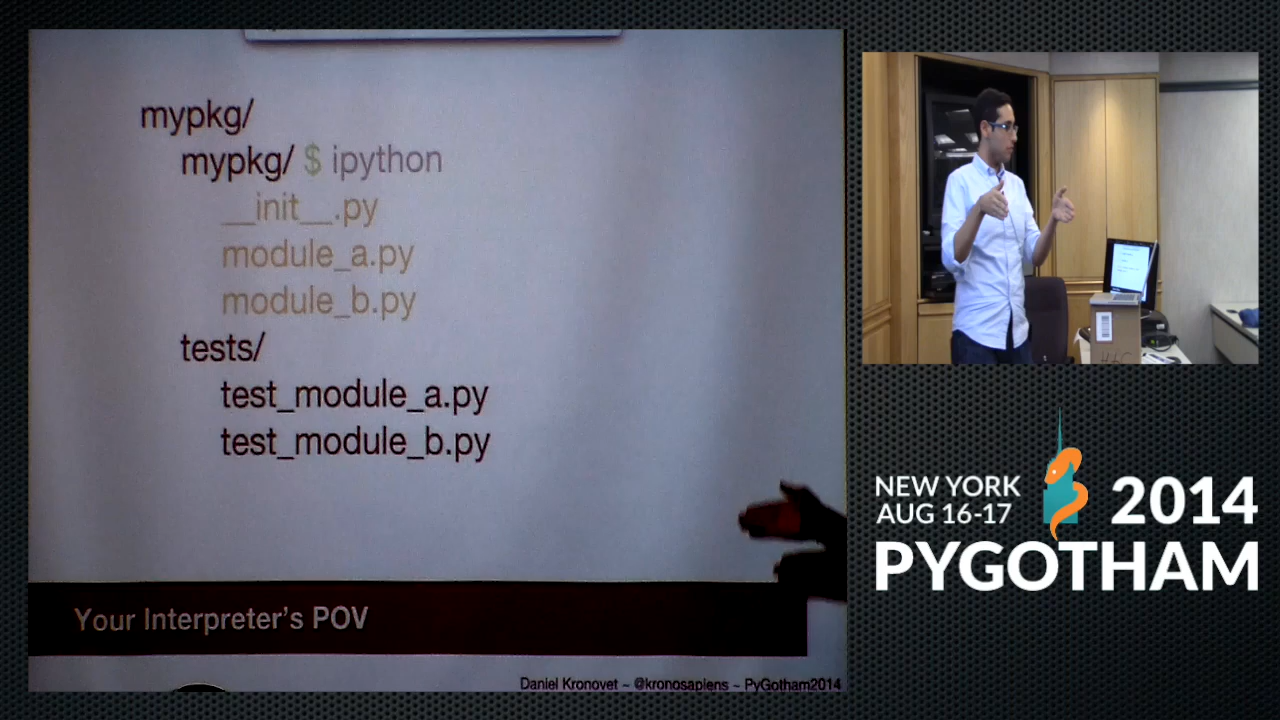 mypkg/
mypkg/ $ ipython
__init__.py
module_a.py
module_b.py
tests/
test_module_a.py
test_module_b.py
Your Interpreter's POV
Daniel Kronovet ~ @kronosapiens ~ PyGotham2014
NEW YORK
AUG 16-17
2014
PYGOTHAM